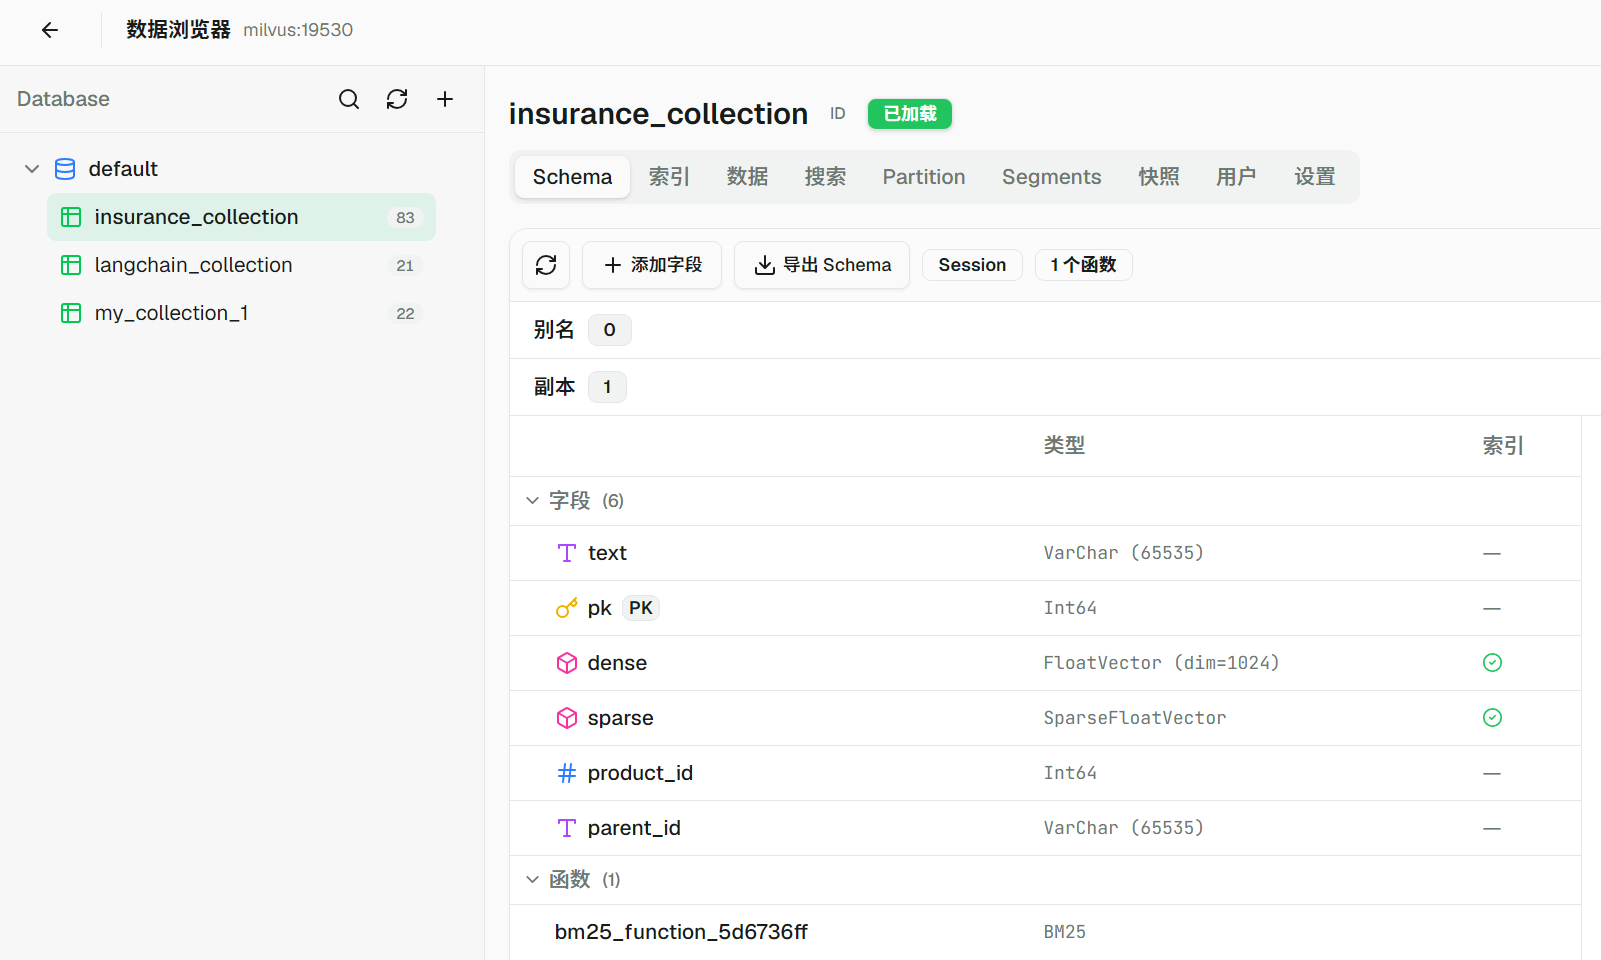 数据浏览器 milvus:19530
Database
default
insurance_collection 83
langchain_collection 21
my_collection_1 22
insurance_collection ID 已加载
Schema 索引 数据 搜索 Partition Segments 快照 用户 设置
添加字段 导出 Schema Session 1 个函数
别名 0
副本 1
类型 索引
字段 (6)
text VarChar (65535) —
pk PK Int64 —
dense FloatVector (dim=1024)
sparse SparseFloatVector
product_id Int64 —
parent_id VarChar (65535) —
函数 (1)
bm25_function_5d6736ff BM25